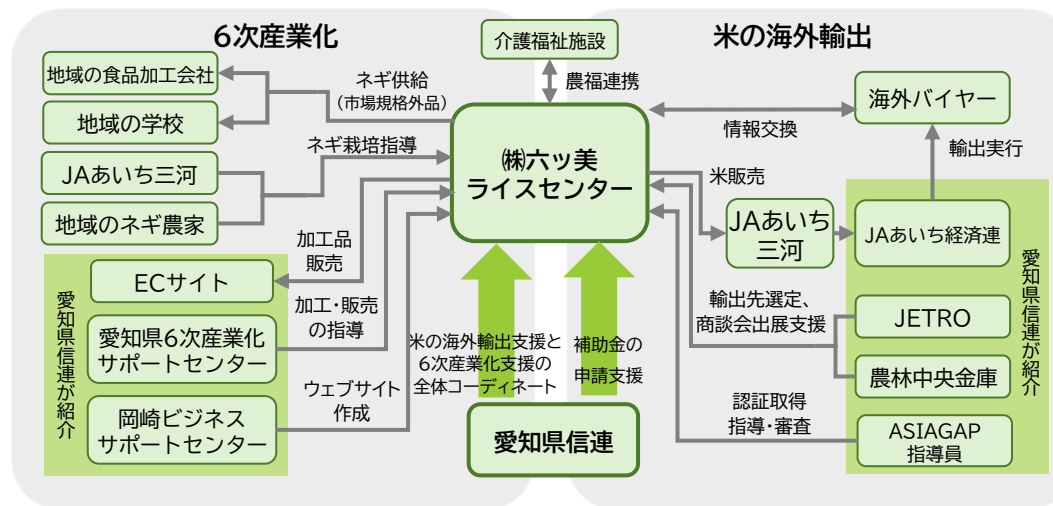 6次産業化
米の海外輸出
介護福祉施設
農福連携
地域の食品加工会社
地域の学校
JAあいち三河
地域のネギ農家
ネギ供給
(市場規格外品)
ネギ栽培指導
㈱六ッ美
ライスセンター
海外バイヤー
情報交換
輸出実行
米販売
JAあいち
三河
JAあいち経済連
愛知県信連が紹介
ECサイト
愛知県6次産業化
サポートセンター
岡崎ビジネス
サポートセンター
加工品
販売
加工・販売
の指導
ウェブサイト
作成
米の海外輸出支援と
6次産業化支援の
全体コーディネート
補助金の
申請支援
愛知県信連
輸出先選定、
商談会出展支援
JETRO
農林中央金庫
認証取得
指導・審査
ASIAGAP
指導員
愛知県信連が紹介